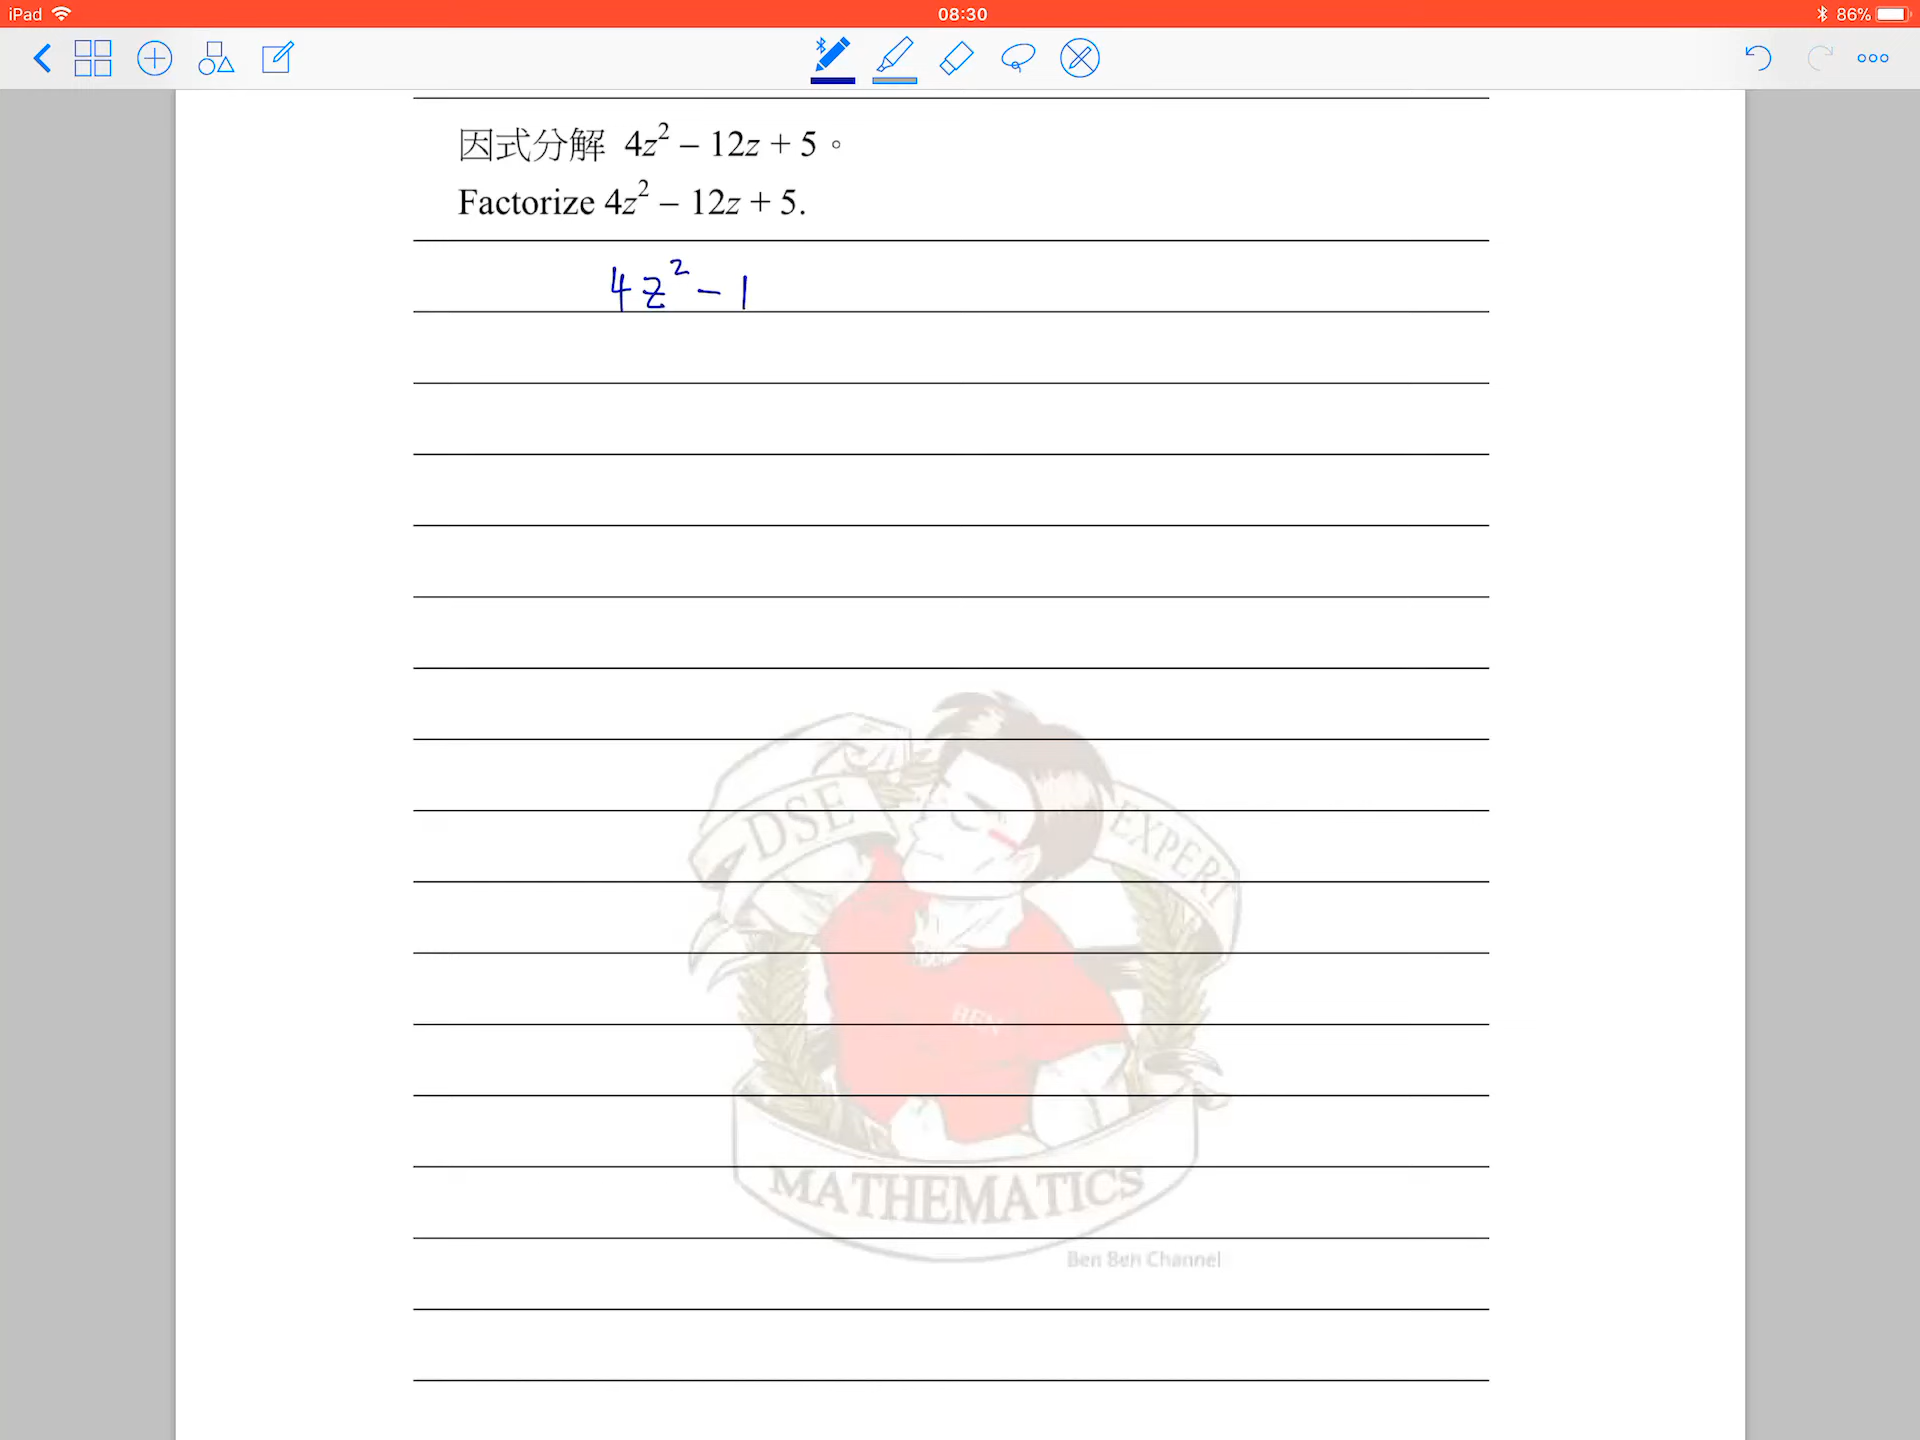 iPad 08:30 86%
因式分解 4z² – 12z + 5。
Factorize 4z² – 12z + 5.
4z² – 1
DSE EXPERT
BEN
MATHEMATICS
Ben Ben Channel